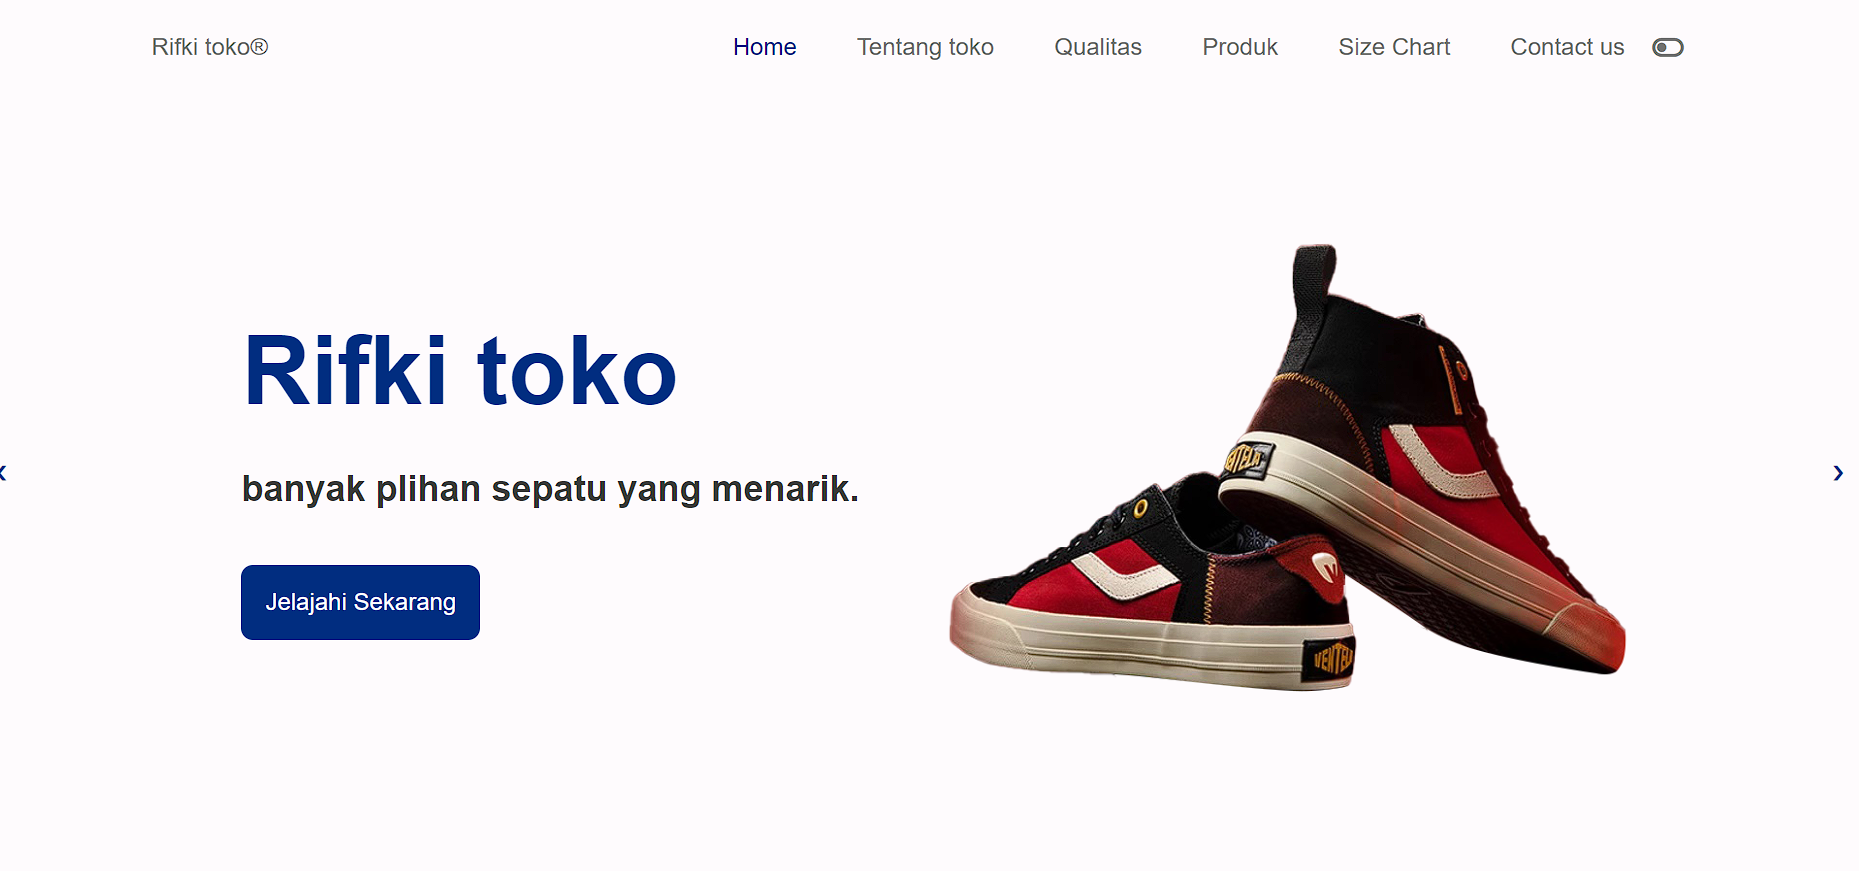 Rifki toko®
Home
Tentang toko
Qualitas
Produk
Size Chart
Contact us
Rifki toko
banyak plihan sepatu yang menarik.
Jelajahi Sekarang
VENTELA
VENTELA